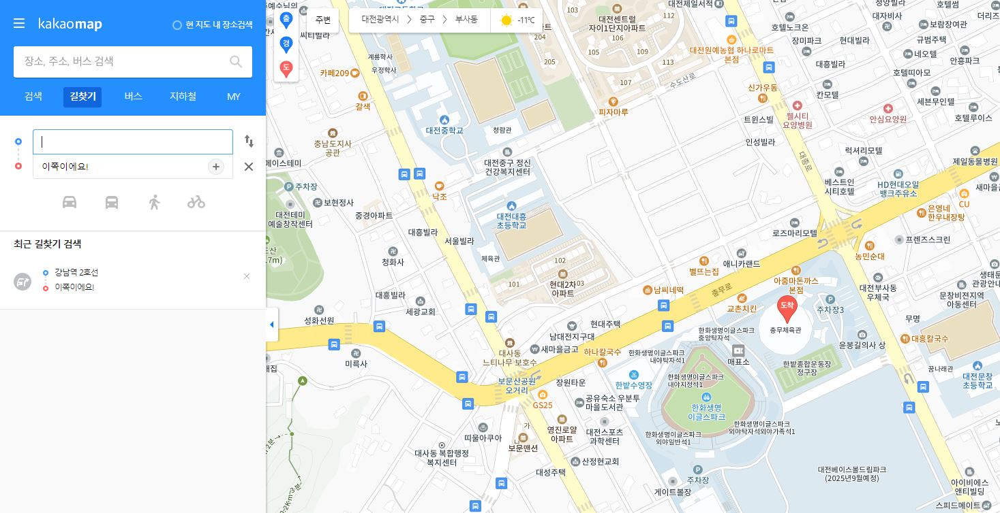 kakaomap
현 지도 내 장소검색
장소, 주소, 버스 검색
검색
길찾기
버스
지하철
MY
이쪽이에요!
최근 길찾기 검색
강남역 2호선
이쪽이에요!
출
경
도
주변
대전광역시
중구
부사동
-11℃
씨티빌라
카페209
갈색
계룡학사
우정학사
204
205
103
105
106
107
109
113
112
대전센트럴
자이1단지아파트
대전제일서적
대전원예농협 하나로마트
본점
수도산로
피자마루
신가우동
트윈스빌
인성빌라
웰시티
요양병원
안심요양원
호텔노크온
장미파크
대흥빌라
칸모텔
정양빌라
대자비사
현대빌라
호텔썸
더리즈
보람장여관
규범주택
네오텔
안흥파크
호텔띠아모
세븐무인텔
호텔루이스
대전중학교
청람관
충남도지사
공관
페이스테미
주차장
대전테미
예술창작센터
보현정사
중경아파트
낙조
대전중구 정신
건강복지센터
대전대흥
초등학교
대흥빌라
서울빌라
체육관
청화사
101
102
103
현대2차
아파트
대흥빌라
세광교회
성화선원
미륵사
대종로
럭셔리모텔
베스트인
시티호텔
제일동물병원
HD현대오일
뱅크주유소
CU
은영네
한우내장탕
로즈마리모텔
프렌즈스크린
농민순대
애니카랜드
별뜨는집
아줌마돈까스
본점
남씨네떡
충무로
교촌치킨
도착
충무체육관
주차장3
대전부사동
우체국
문창비젼지역
아동센터
무명
대흥칼국수
윤봉길의사 상
꿈나래관
대전문창
초등학교
한밭종합운동장
정구장
매표소
현대주택
남대전지구대
새마을금고
하나칼국수
대사동
느티나무 보호수
보문산공원
오거리
장원타운
GS25
공유숙소 우분투
마을도서관
한밭수영장
한화생명이글스파크
중앙탁자석
한화생명이글스파크
내야탁자석1
한화생명이글스파크
내야지정석1
한화생명
이글스파크
한화생명이글스파크
외야탁자석외야가족석1
한화생명이글스파크
외야일반석1
대전스포츠
과학센터
영진로얄
아파트
가
보문맨션
띠울아쿠아
대사동 복합행정
복지센터
대성주택
산정현교회
주차장
게이트볼장
대전베이스볼드림파크
(2025년9월예정)
아이비에스
앤티빌딩
스피드메이트